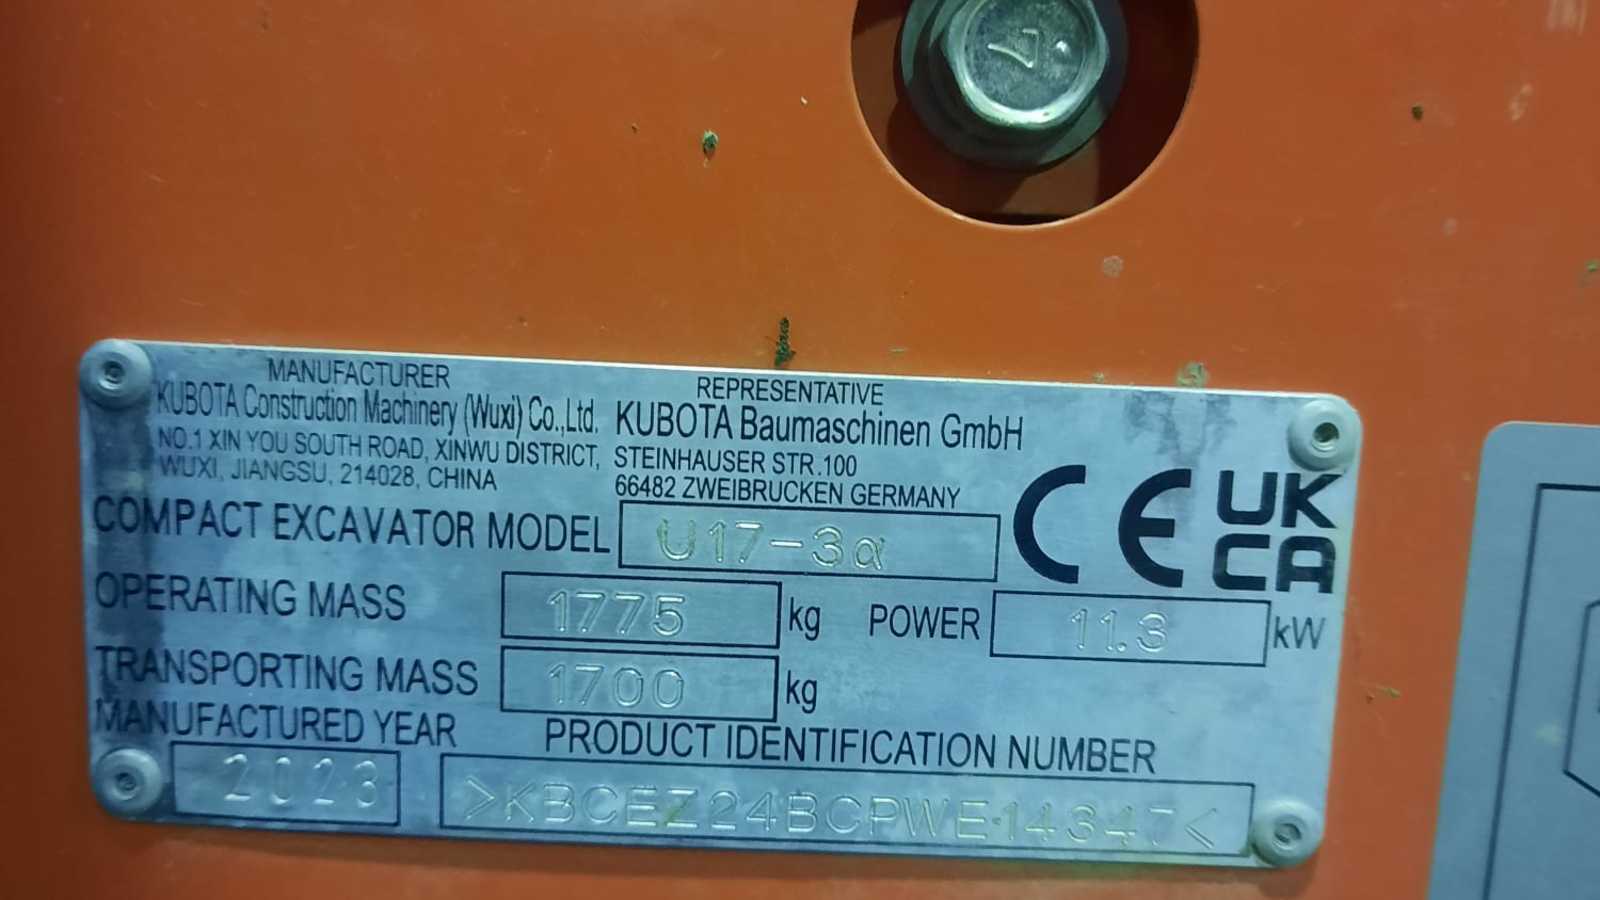 MANUFACTURER
KUBOTA Construction Machinery (Wuxi) Co.,Ltd.
NO.1 XIN YOU SOUTH ROAD, XINWU DISTRICT,
WUXI, JIANGSU, 214028, CHINA
REPRESENTATIVE
KUBOTA Baumaschinen GmbH
STEINHAUSER STR.100
66482 ZWEIBRUCKEN GERMANY
COMPACT EXCAVATOR MODEL U17-3α
CE UK
CA
OPERATING MASS 1775 kg POWER 11.3 kW
TRANSPORTING MASS 1700 kg
MANUFACTURED YEAR PRODUCT IDENTIFICATION NUMBER
2023 >KBCEZ24BCPWE14347<